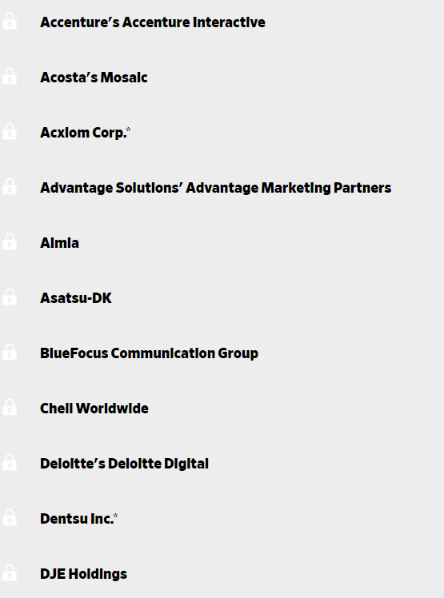 Accenture's Accenture Interactive
Acosta's Mosaic
Acxiom Corp.*
Advantage Solutions' Advantage Marketing Partners
Aimia
Asatsu-DK
BlueFocus Communication Group
Cheil Worldwide
Deloitte's Deloitte Digital
Dentsu Inc.*
DJE Holdings